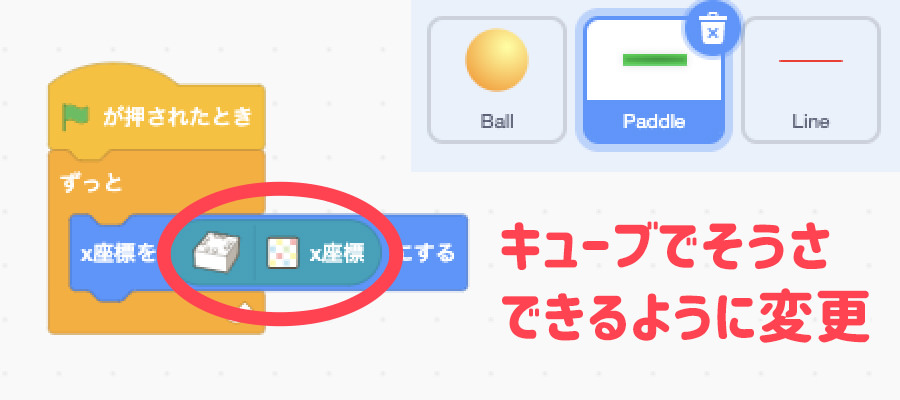 Ball
Paddle
Line
が押されたとき
ずっと
x座標を x座標 にする
キューブでそうさ
できるように変更